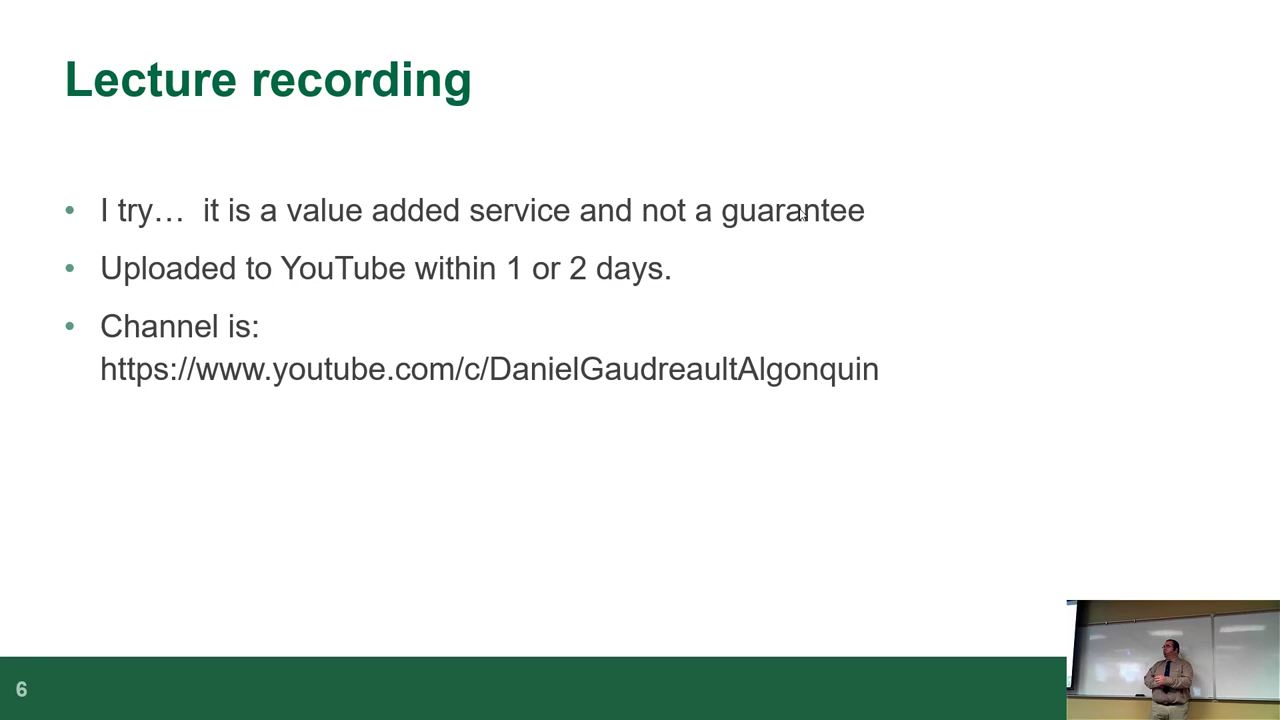 Lecture recording
• I try… it is a value added service and not a guarantee
• Uploaded to YouTube within 1 or 2 days.
• Channel is:
https://www.youtube.com/c/DanielGaudreaultAlgonquin
6